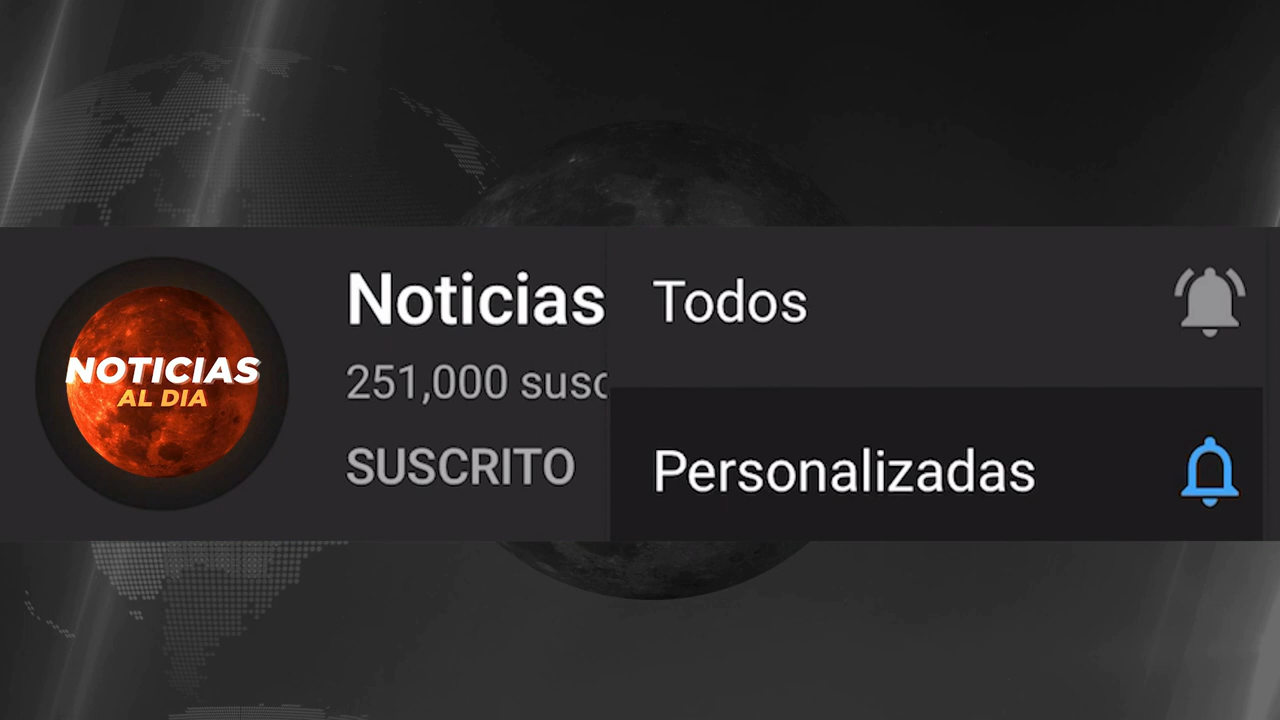 NOTICIAS
AL DIA
Noticias
251,000 susc
SUSCRITO
Todos
Personalizadas